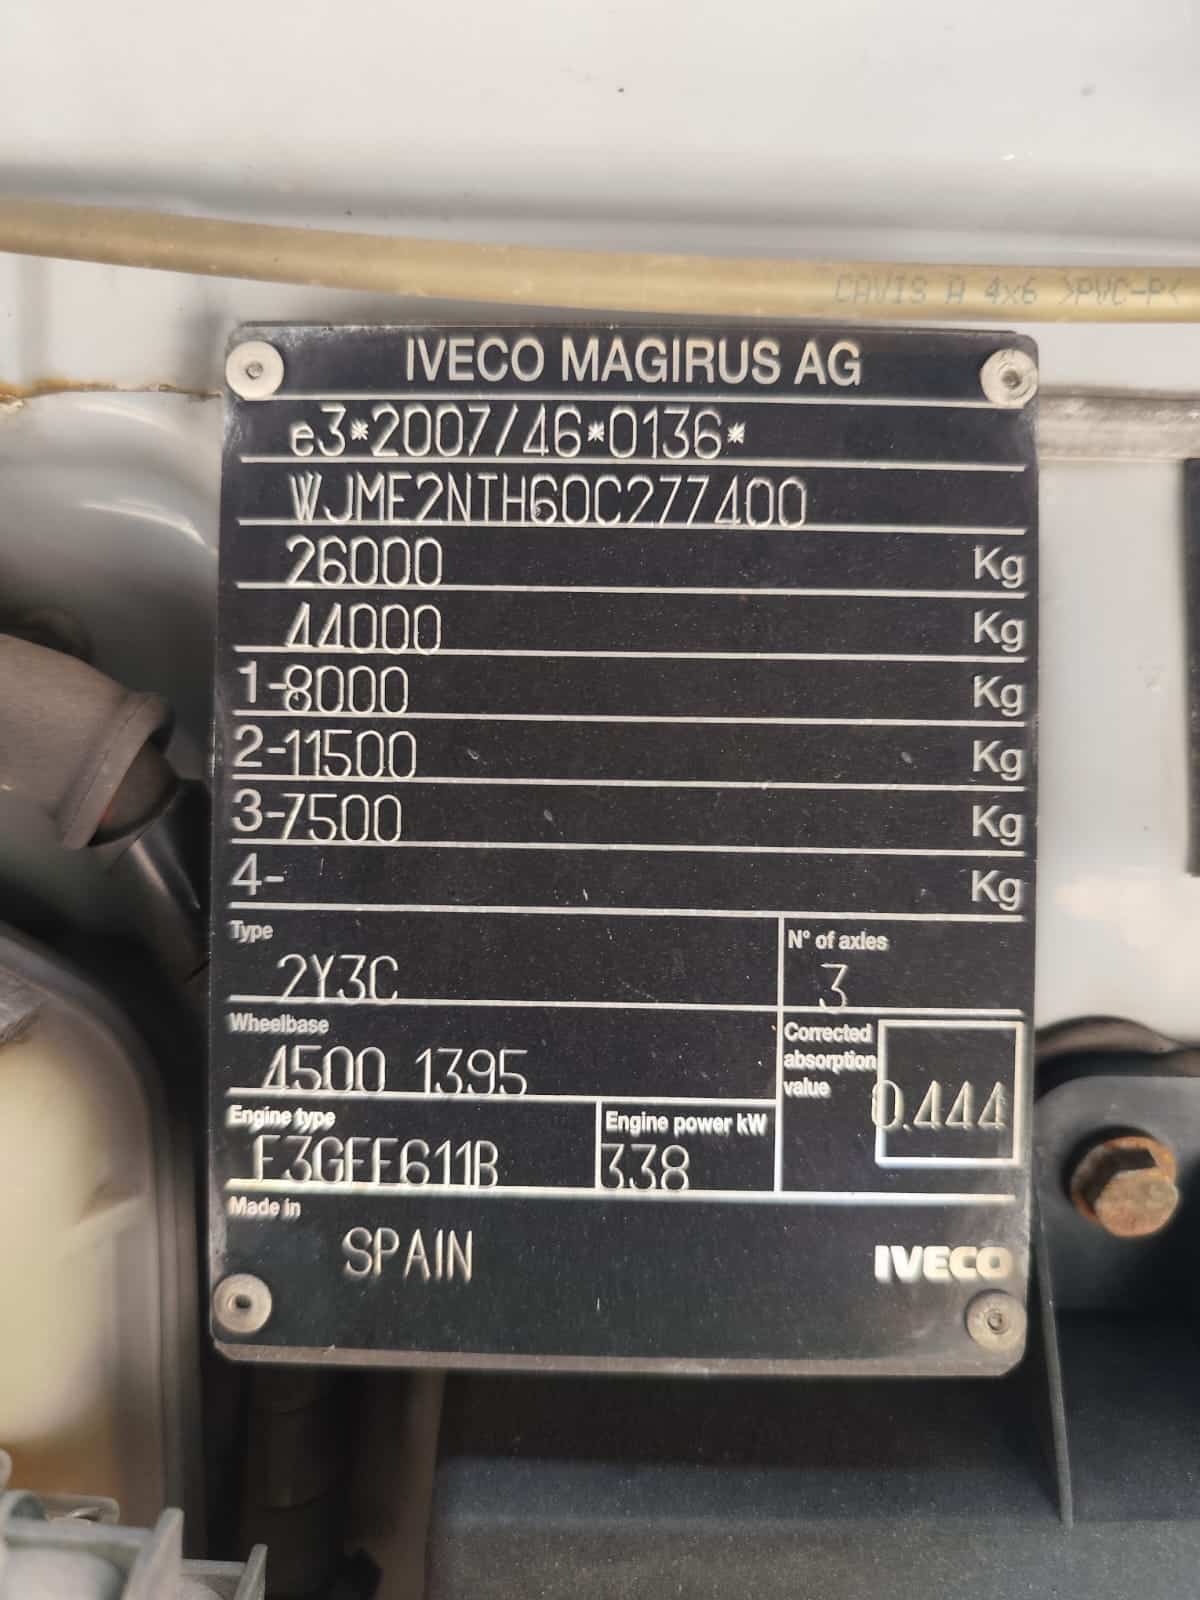 CAVIS A 4x6 >PVC-P<
IVECO MAGIRUS AG
e3*2007/46*0136*
WJME2NTH60C277400
26000 Kg
44000 Kg
1-8000 Kg
2-11500 Kg
3-7500 Kg
4- Kg
Type
2Y3C
N° of axles
3
Wheelbase
4500 1395
Corrected
absorption
value
0.444
Engine type
F3GFE611B
Engine power kW
338
Made in
SPAIN
IVECO